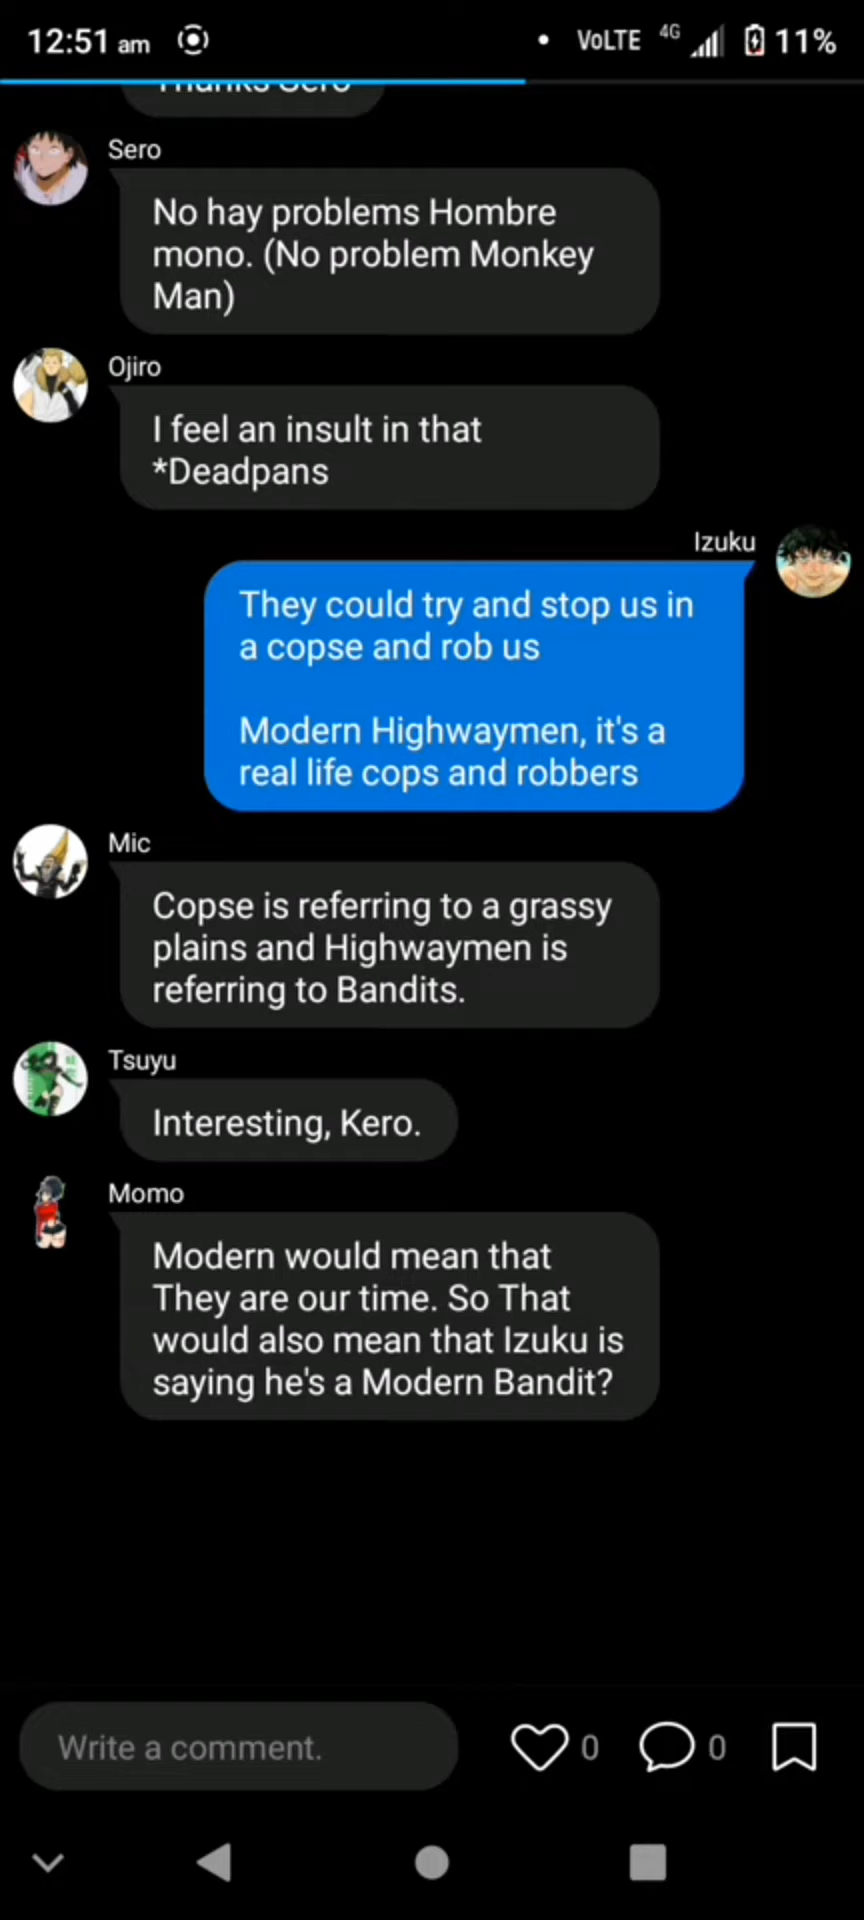 12:51 am
VoLTE 4G 11%
Thanks Sero
Sero
No hay problems Hombre
mono. (No problem Monkey
Man)
Ojiro
I feel an insult in that
*Deadpans
Izuku
They could try and stop us in
a copse and rob us
Modern Highwaymen, it's a
real life cops and robbers
Mic
Copse is referring to a grassy
plains and Highwaymen is
referring to Bandits.
Tsuyu
Interesting, Kero.
Momo
Modern would mean that
They are our time. So That
would also mean that Izuku is
saying he's a Modern Bandit?
Write a comment.
0
0